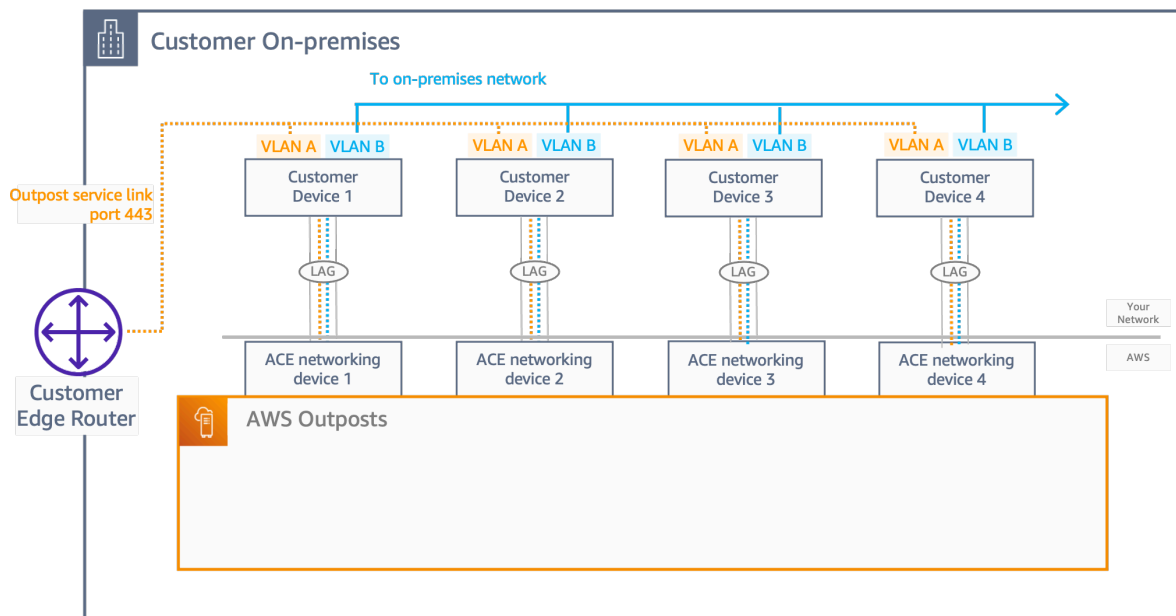 Customer On-premises
To on-premises network
VLAN A
VLAN B
VLAN A
VLAN B
VLAN A
VLAN B
VLAN A
VLAN B
Customer
Device 1
Customer
Device 2
Customer
Device 3
Customer
Device 4
Outpost service link
port 443
LAG
LAG
LAG
LAG
Your
Network
AWS
ACE networking
device 1
ACE networking
device 2
ACE networking
device 3
ACE networking
device 4
Customer
Edge Router
AWS Outposts